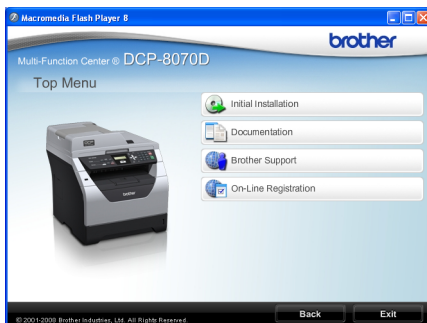 Macromedia Flash Player 8
brother
Multi-Function Center ® DCP-8070D
Top Menu
Initial Installation
Documentation
Brother Support
On-Line Registration
© 2001-2008 Brother Industries, Ltd. All Rights Reserved.
Back
Exit